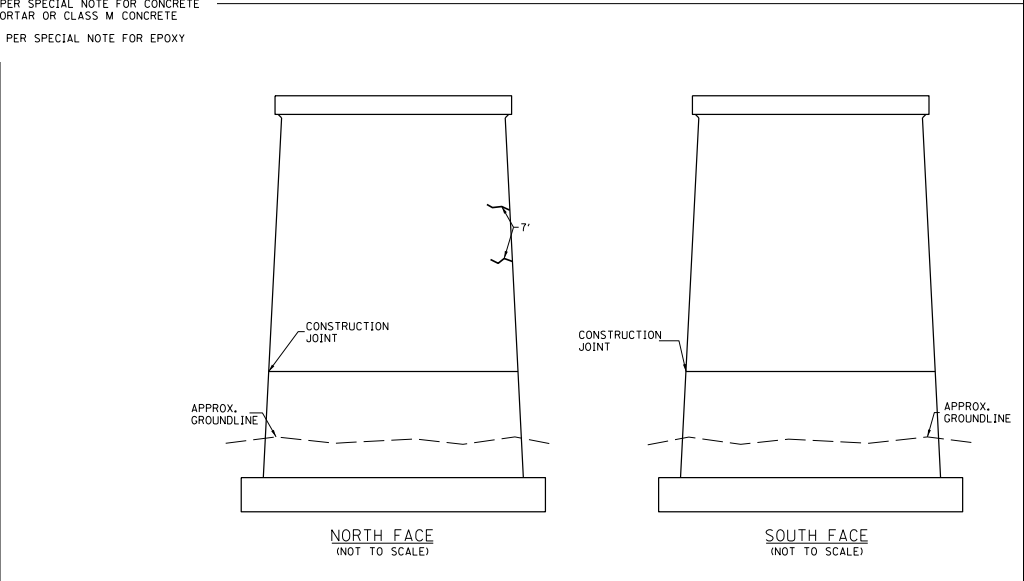 PER SPECIAL NOTE FOR CONCRETE
ORTAR OR CLASS M CONCRETE
PER SPECIAL NOTE FOR EPOXY
7'
CONSTRUCTION
JOINT
APPROX.
GROUNDLINE
NORTH FACE
(NOT TO SCALE)
CONSTRUCTION
JOINT
APPROX.
GROUNDLINE
SOUTH FACE
(NOT TO SCALE)